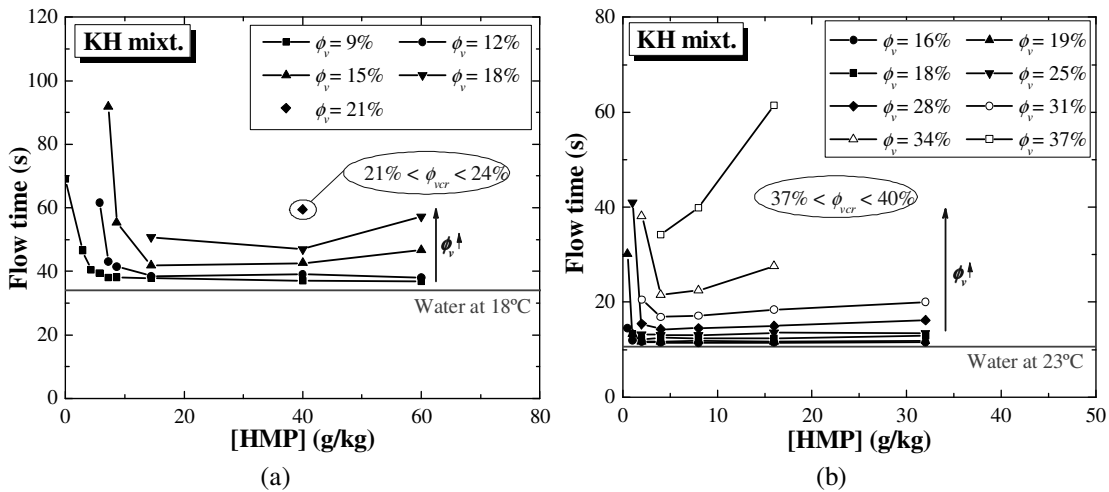 KH mixt.
ϕv = 9% ϕv = 12%
ϕv = 15% ϕv = 18%
ϕv = 21%
21% < ϕvcr < 24%
ϕv
Water at 18ºC
120
100
80
60
40
20
0
0 20 40 60 80
Flow time (s)
[HMP] (g/kg)
(a)
KH mixt.
ϕv = 16% ϕv = 19%
ϕv = 18% ϕv = 25%
ϕv = 28% ϕv = 31%
ϕv = 34% ϕv = 37%
37% < ϕvcr < 40%
ϕv
Water at 23ºC
80
60
40
20
0
0 10 20 30 40 50
Flow time (s)
[HMP] (g/kg)
(b)